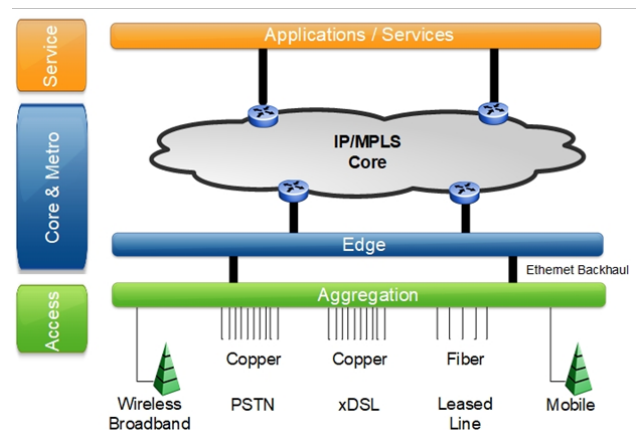 Service
Applications / Services
Core & Metro
IP/MPLS
Core
Edge
Ethernet Backhaul
Access
Aggregation
Copper
Copper
Fiber
Wireless
Broadband
PSTN
xDSL
Leased
Line
Mobile